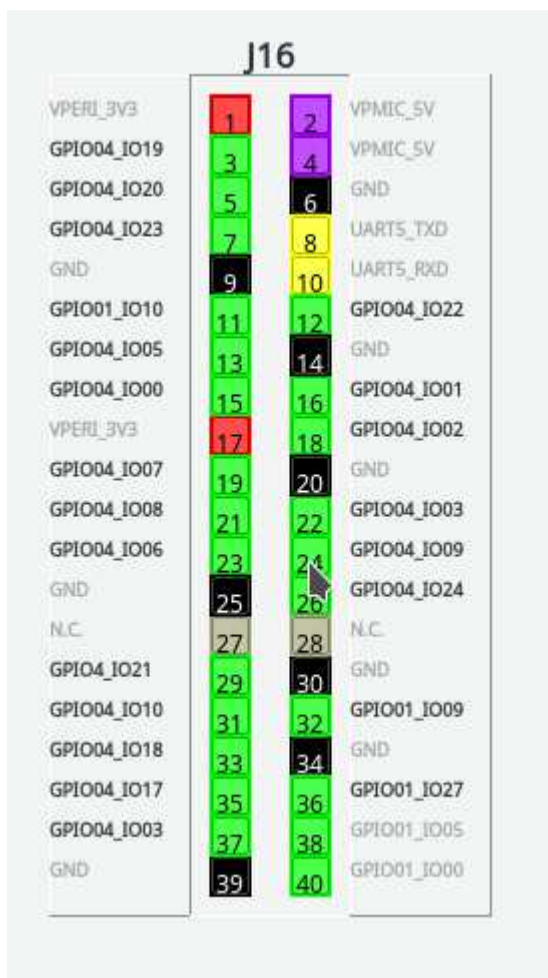 J16
VPERI_3V3 1 2 VPMIC_5V
GPIO04_IO19 3 4 VPMIC_5V
GPIO04_IO20 5 6 GND
GPIO04_IO23 7 8 UART5_TXD
GND 9 10 UART5_RXD
GPIO01_IO10 11 12 GPIO04_IO22
GPIO04_IO05 13 14 GND
GPIO04_IO00 15 16 GPIO04_IO01
VPERI_3V3 17 18 GPIO04_IO02
GPIO04_IO07 19 20 GND
GPIO04_IO08 21 22 GPIO04_IO03
GPIO04_IO06 23 24 GPIO04_IO09
GND 25 26 GPIO04_IO24
N.C. 27 28 N.C.
GPIO4_IO21 29 30 GND
GPIO04_IO10 31 32 GPIO01_IO09
GPIO04_IO18 33 34 GND
GPIO04_IO17 35 36 GPIO01_IO27
GPIO04_IO03 37 38 GPIO01_IO05
GND 39 40 GPIO01_IO00